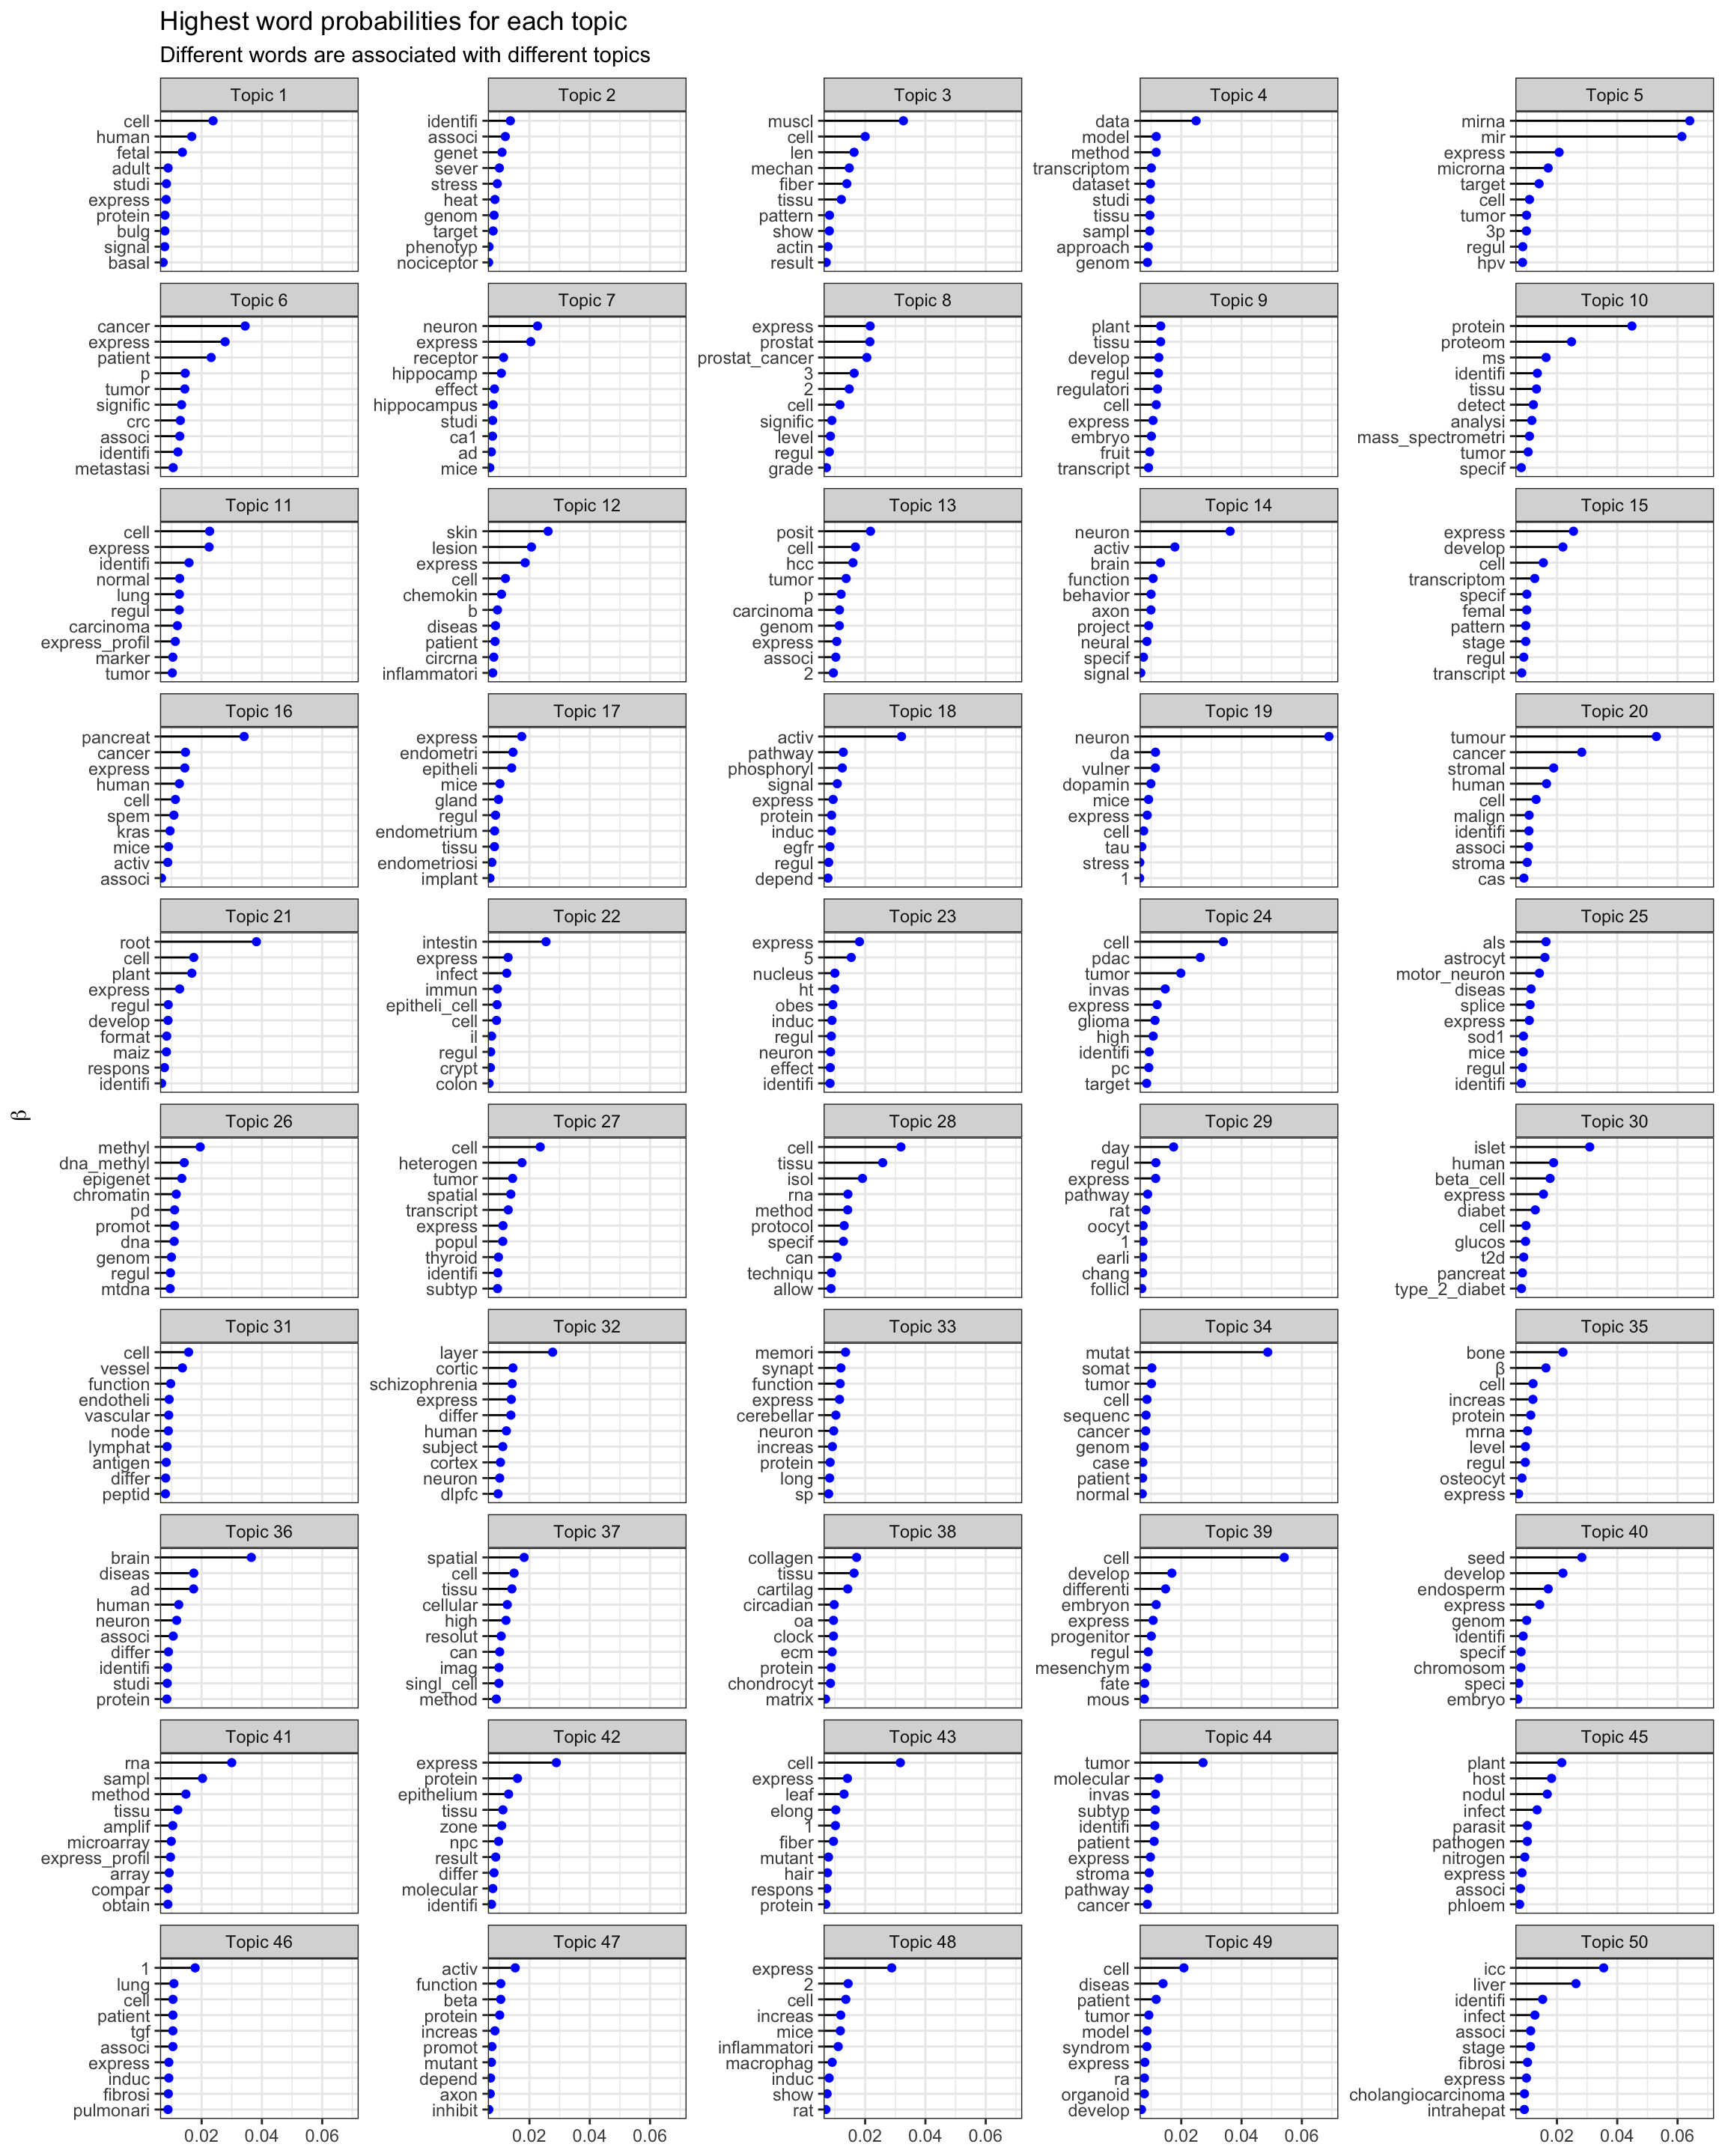 Highest word probabilities for each topic
Different words are associated with different topics
Topic 1
cell
human
fetal
adult
studi
express
protein
bulg
signal
basal
Topic 2
identifi
associ
genet
sever
stress
heat
genom
target
phenotyp
nociceptor
Topic 3
muscl
cell
len
mechan
fiber
tissu
pattern
show
actin
result
Topic 4
data
model
method
transcriptom
dataset
studi
tissu
sampl
approach
genom
Topic 5
mirna
mir
express
microrna
target
cell
tumor
3p
regul
hpv
Topic 6
cancer
express
patient
p
tumor
signific
crc
associ
identifi
metastasi
Topic 7
neuron
express
receptor
hippocamp
effect
hippocampus
studi
ca1
ad
mice
Topic 8
express
prostat
prostat_cancer
3
2
cell
signific
level
regul
grade
Topic 9
plant
tissu
develop
regul
regulatori
cell
express
embryo
fruit
transcript
Topic 10
protein
proteom
ms
identifi
tissu
detect
analysi
mass_spectrometri
tumor
specif
Topic 11
cell
express
identifi
normal
lung
regul
carcinoma
express_profil
marker
tumor
Topic 12
skin
lesion
express
cell
chemokin
b
diseas
patient
circrna
inflammatori
Topic 13
posit
cell
hcc
tumor
p
carcinoma
genom
express
associ
2
Topic 14
neuron
activ
brain
function
behavior
axon
project
neural
specif
signal
Topic 15
express
develop
cell
transcriptom
specif
femal
pattern
stage
regul
transcript
Topic 16
pancreat
cancer
express
human
cell
spem
kras
mice
activ
associ
Topic 17
express
endometri
epitheli
mice
gland
regul
endometrium
tissu
endometriosi
implant
Topic 18
activ
pathway
phosphoryl
signal
express
protein
induc
egfr
regul
depend
Topic 19
neuron
da
vulner
dopamin
mice
express
cell
tau
stress
1
Topic 20
tumour
cancer
stromal
human
cell
malign
identifi
associ
stroma
cas
Topic 21
root
cell
plant
express
regul
develop
format
maiz
respons
identifi
Topic 22
intestin
express
infect
immun
epitheli_cell
cell
il
regul
crypt
colon
Topic 23
express
5
nucleus
ht
obes
induc
regul
neuron
effect
identifi
Topic 24
cell
pdac
tumor
invas
express
glioma
high
identifi
pc
target
Topic 25
als
astrocyt
motor_neuron
diseas
splice
express
sod1
mice
regul
identifi
β
Topic 26
methyl
dna_methyl
epigenet
chromatin
pd
promot
dna
genom
regul
mtdna
Topic 27
cell
heterogen
tumor
spatial
transcript
express
popul
thyroid
identifi
subtyp
Topic 28
cell
tissu
isol
rna
method
protocol
specif
can
techniqu
allow
Topic 29
day
regul
express
pathway
rat
oocyt
1
earli
chang
follicl
Topic 30
islet
human
beta_cell
express
diabet
cell
glucos
t2d
pancreat
type_2_diabet
Topic 31
cell
vessel
function
endotheli
vascular
node
lymphat
antigen
differ
peptid
Topic 32
layer
cortic
schizophrenia
express
differ
human
subject
cortex
neuron
dlpfc
Topic 33
memori
synapt
function
express
cerebellar
neuron
increas
protein
long
sp
Topic 34
mutat
somat
tumor
cell
sequenc
cancer
genom
case
patient
normal
Topic 35
bone
β
cell
increas
protein
mrna
level
regul
osteocyt
express
Topic 36
brain
diseas
ad
human
neuron
associ
differ
identifi
studi
protein
Topic 37
spatial
cell
tissu
cellular
high
resolut
can
imag
singl_cell
method
Topic 38
collagen
tissu
cartilag
circadian
oa
clock
ecm
protein
chondrocyt
matrix
Topic 39
cell
develop
differenti
embryon
express
progenitor
regul
mesenchym
fate
mous
Topic 40
seed
develop
endosperm
express
genom
identifi
specif
chromosom
speci
embryo
Topic 41
rna
sampl
method
tissu
amplif
microarray
express_profil
array
compar
obtain
Topic 42
express
protein
epithelium
tissu
zone
npc
result
differ
molecular
identifi
Topic 43
cell
express
leaf
elong
1
fiber
mutant
hair
respons
protein
Topic 44
tumor
molecular
invas
subtyp
identifi
patient
express
stroma
pathway
cancer
Topic 45
plant
host
nodul
infect
parasit
pathogen
nitrogen
express
associ
phloem
Topic 46
1
lung
cell
patient
tgf
associ
express
induc
fibrosi
pulmonari
Topic 47
activ
function
beta
protein
increas
promot
mutant
depend
axon
inhibit
Topic 48
express
2
cell
increas
mice
inflammatori
macrophag
induc
show
rat
Topic 49
cell
diseas
patient
tumor
model
syndrom
express
ra
organoid
develop
Topic 50
icc
liver
identifi
infect
associ
stage
fibrosi
express
cholangiocarcinoma
intrahepat
0.02 0.04 0.06
0.02 0.04 0.06
0.02 0.04 0.06
0.02 0.04 0.06
0.02 0.04 0.06